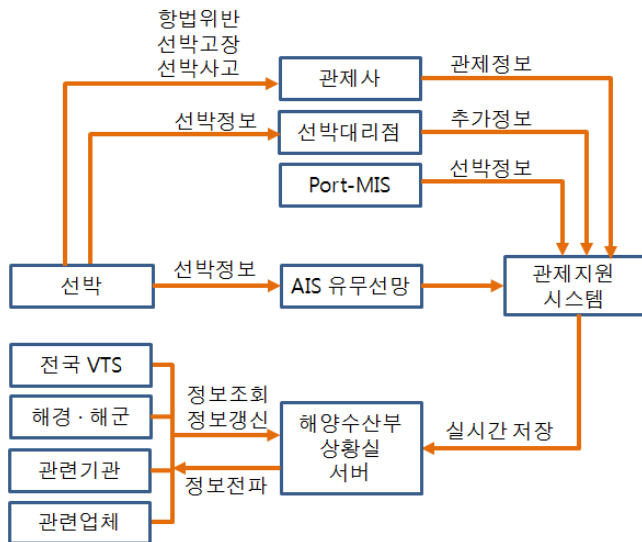 항법위반
선박고장
선박사고
관제사
관제정보
선박정보
선박대리점
추가정보
Port-MIS
선박정보
선박
선박정보
AIS 유무선망
관제지원
시스템
전국 VTS
해경 · 해군
관련기관
관련업체
정보조회
정보갱신
정보전파
해양수산부
상황실
서버
실시간 저장